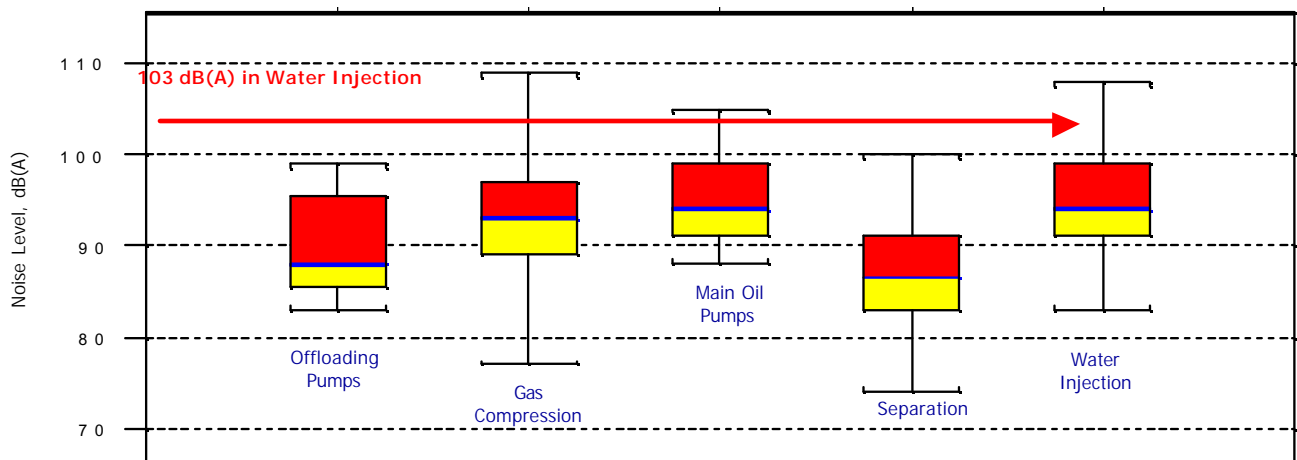 110
103 dB(A) in Water Injection
100
90
80
70
Noise Level, dB(A)
Offloading
Pumps
Gas
Compression
Main Oil
Pumps
Separation
Water
Injection